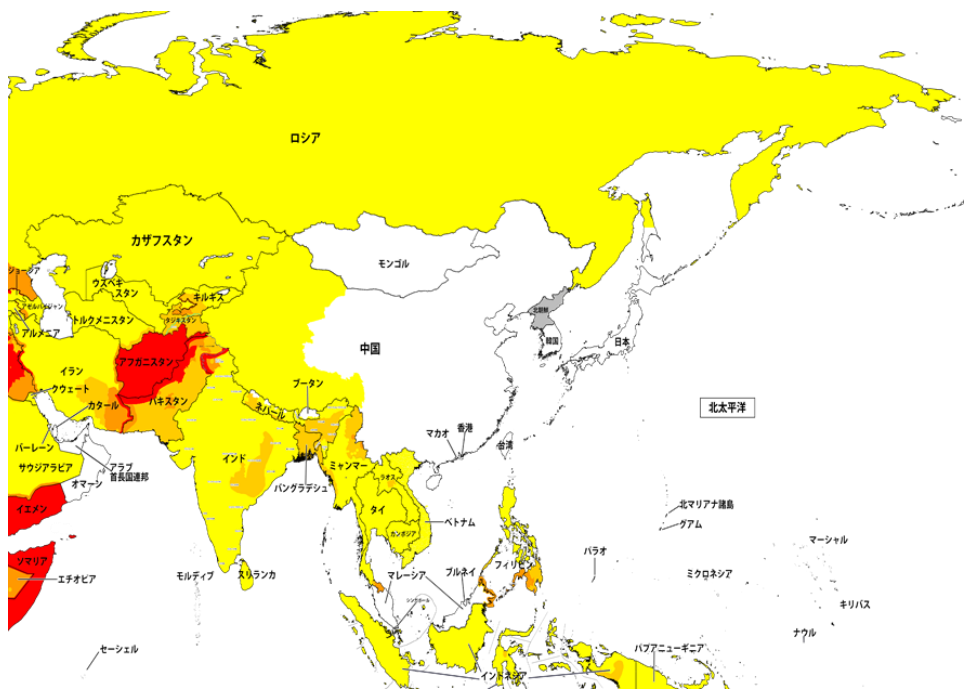 ロシア
カザフスタン
モンゴル
ジョージア
ウズベキ
スタン
キルギス
アゼルバイジャン
タジキスタン
アルメニア
トルクメニスタン
北朝鮮
韓国
日本
中国
アフガニスタン
イラン
クウェート
ブータン
カタール
パキスタン
ネパール
北太平洋
バーレーン
マカオ
香港
台湾
サウジアラビア
アラブ
首長国連邦
オマーン
インド
バングラデシュ
ミャンマー
ラオス
イエメン
タイ
ベトナム
カンボジア
北マリアナ諸島
グアム
ソマリア
エチオピア
モルディブ
スリランカ
マレーシア
ブルネイ
フィリピン
パラオ
マーシャル
ミクロネシア
シンガポール
キリバス
ナウル
セーシェル
インドネシア
パプアニューギニア